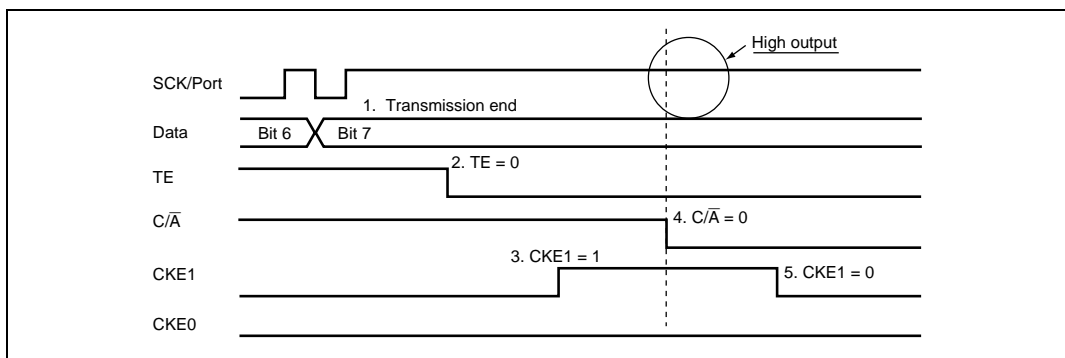 High output
SCK/Port
1. Transmission end
Data
Bit 6
Bit 7
2. TE = 0
TE
C/A̅
4. C/A̅ = 0
3. CKE1 = 1
CKE1
5. CKE1 = 0
CKE0